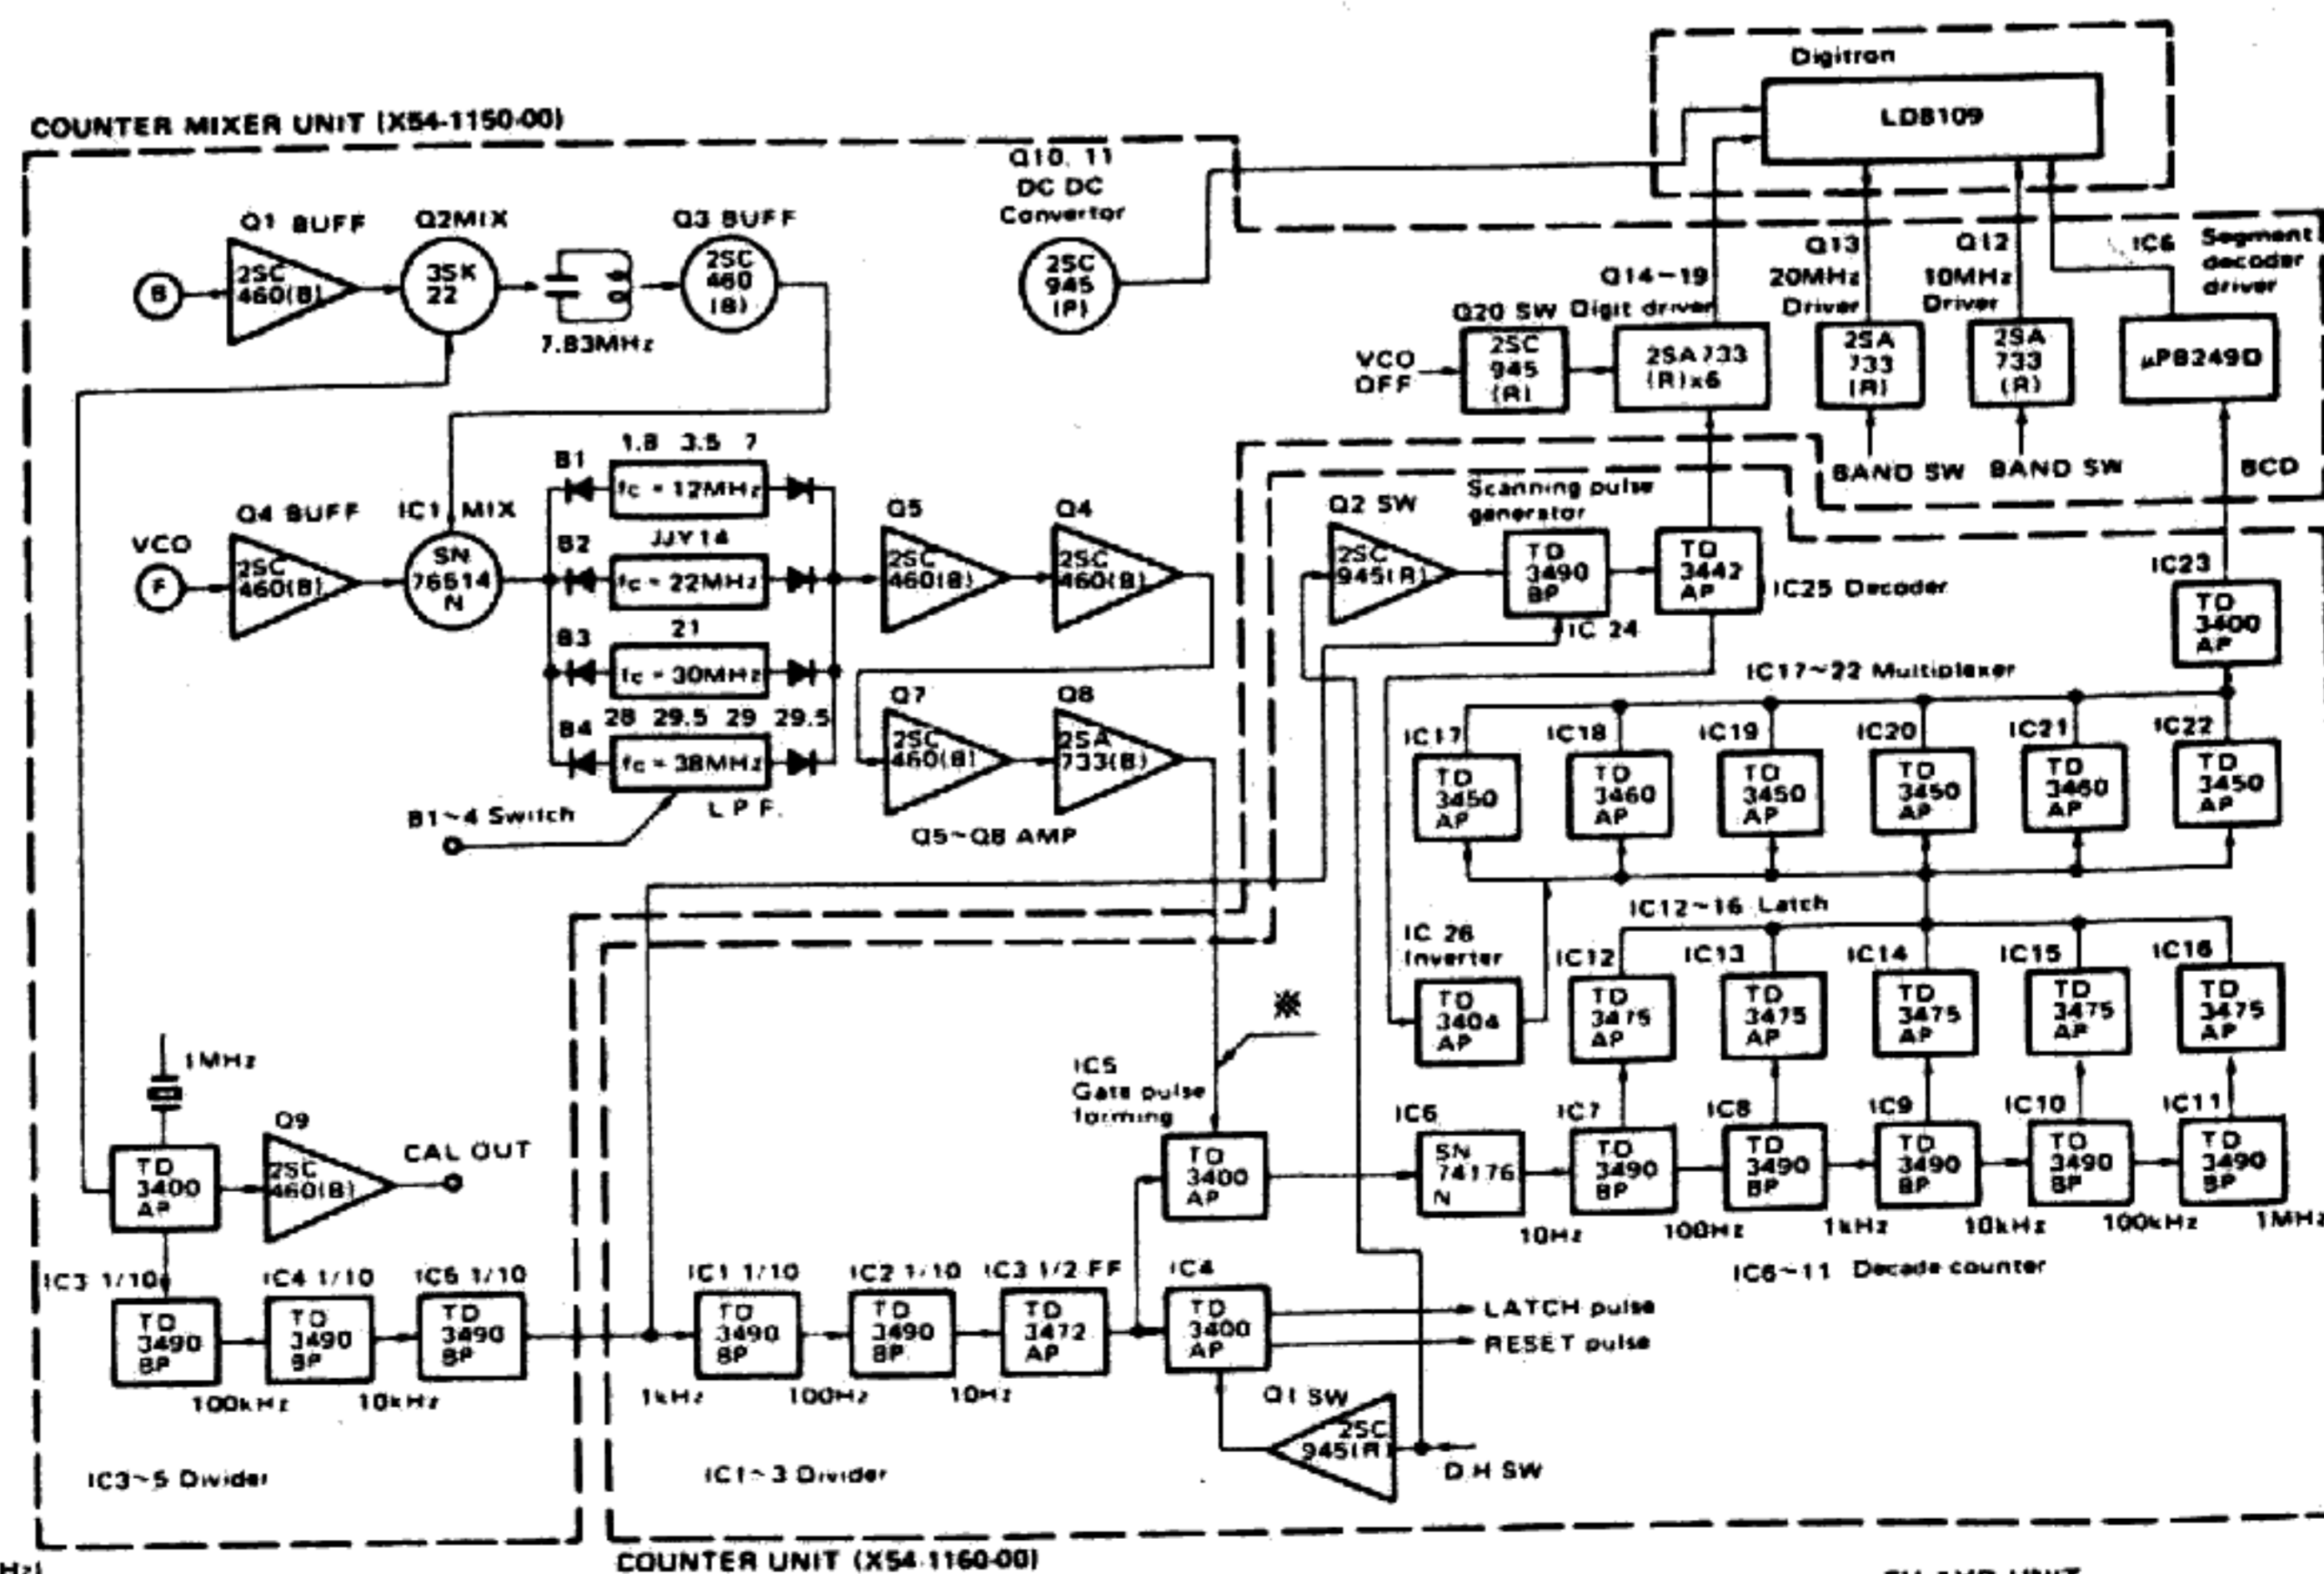 Digitron
LD8109
COUNTER MIXER UNIT (X54-1150-00)
Q10, 11
DC DC
Convertor
2SC
945
(P)
Q1 BUFF
2SC
460(B)
B
Q2MIX
3SK
22
7.83MHz
Q3 BUFF
2SC
460
(B)
Q13
20MHz
Driver
2SA
733
(R)
Q12
10MHz
Driver
2SA
733
(R)
IC6
Segment
decoder
driver
µPB249D
Q14~19
Digit driver
2SA733
(R)x6
Q20 SW
2SC
945
(R)
VCO
OFF
BAND SW
BAND SW
BCD
VCO
F
Q4 BUFF
2SC
460(B)
IC1 MIX
SN
76514
N
1.8 3.5 7
B1
fc = 12MHz
JJY14
B2
fc = 22MHz
21
B3
fc = 30MHz
28 29.5 29 29.5
B4
fc = 38MHz
L P F.
B1~4 Switch
Q5
2SC
460(B)
Q4
2SC
460(B)
Q7
2SC
460(B)
Q8
2SA
733(B)
Q5~Q8 AMP
Q2 SW
2SC
945(R)
Scanning pulse
generator
TD
3490
BP
IC 24
TD
3442
AP
IC25 Decoder
IC23
TD
3400
AP
IC17~22 Multiplexer
IC17
TD
3450
AP
IC18
TD
3460
AP
IC19
TD
3450
AP
IC20
TD
3450
AP
IC21
TD
3460
AP
IC22
TD
3450
AP
IC12~16 Latch
IC 26
Inverter
TD
3404
AP
IC12
TD
3475
AP
IC13
TD
3475
AP
IC14
TD
3475
AP
IC15
TD
3475
AP
IC16
TD
3475
AP
※
IC5
Gate pulse
forming
TD
3400
AP
IC6
SN
74176
N
IC7
TD
3490
BP
IC8
TD
3490
BP
IC9
TD
3490
BP
IC10
TD
3490
BP
IC11
TD
3490
BP
10Hz
100Hz
1kHz
10kHz
100kHz
1MHz
IC6~11 Decade counter
1MHz
TD
3400
AP
Q9
2SC
460(B)
CAL OUT
IC3 1/10
TD
3490
BP
IC4 1/10
TD
3490
BP
IC6 1/10
TD
3490
BP
100kHz
10kHz
IC1 1/10
TD
3490
BP
IC2 1/10
TD
3490
BP
IC3 1/2 FF
TD
3472
AP
IC4
TD
3400
AP
LATCH pulse
RESET pulse
1kHz
100Hz
10Hz
Q1 SW
2SC
945(R)
D.H SW
IC3~5 Divider
IC1~3 Divider
COUNTER UNIT (X54-1160-00)